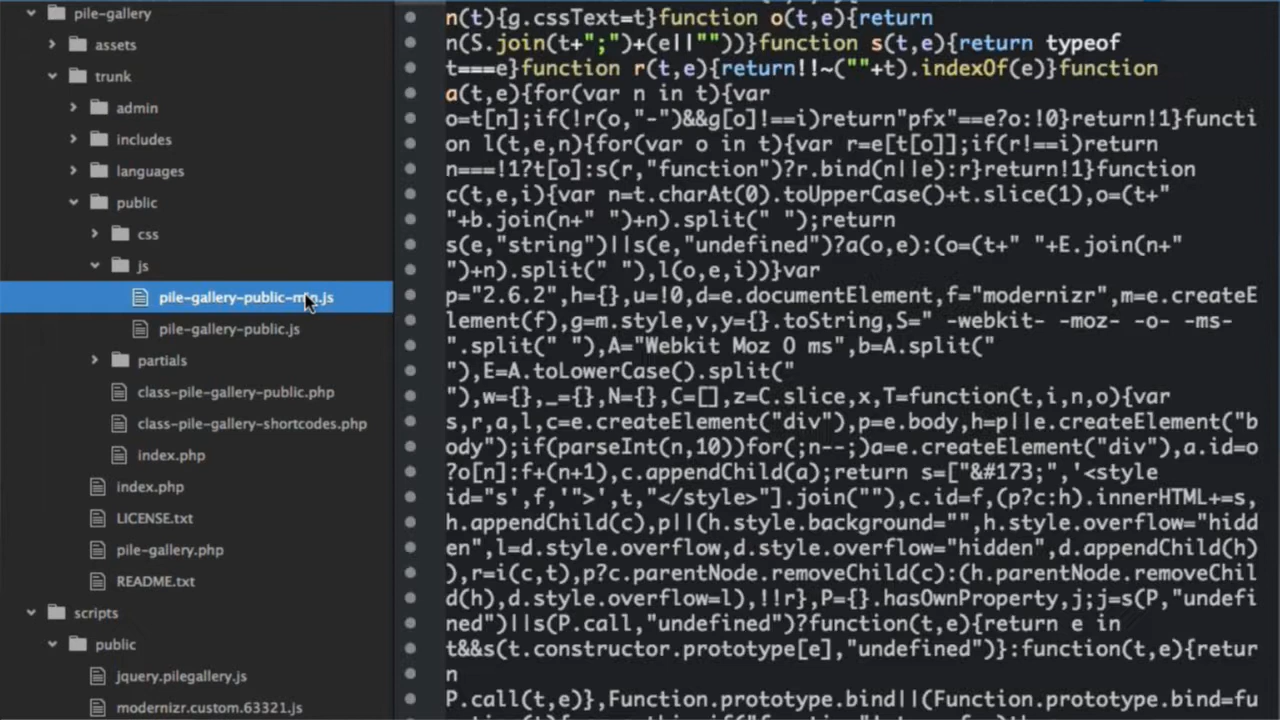 pile-gallery
assets
trunk
admin
includes
languages
public
css
js
pile-gallery-public-min.js
pile-gallery-public.js
partials
class-pile-gallery-public.php
class-pile-gallery-shortcodes.php
index.php
index.php
LICENSE.txt
pile-gallery.php
README.txt
scripts
public
jquery.pilegallery.js
modernizr.custom.63321.js
n(t){g.cssText=t}function o(t,e){return
n(S.join(t+";")+(e||""))}function s(t,e){return typeof
t===e}function r(t,e){return!!~(""+t).indexOf(e)}function
a(t,e){for(var n in t){var
o=t[n];if(!r(o,"-")&&g[o]!==i)return"pfx"==e?o:!0}return!1}functi
on l(t,e,n){for(var o in t){var r=e[t[o]];if(r!==i)return
n===!1?t[o]:s(r,"function")?r.bind(n||e):r}return!1}function
c(t,e,i){var n=t.charAt(0).toUpperCase()+t.slice(1),o=(t+"
"+b.join(n+" ")+n).split(" ");return
s(e,"string")||s(e,"undefined")?a(o,e):(o=(t+" "+E.join(n+"
")+n).split(" "),l(o,e,i))}var
p="2.6.2",h={},u=!0,d=e.documentElement,f="modernizr",m=e.createE
lement(f),g=m.style,v,y={}.toString,S=" -webkit- -moz- -o- -ms-
".split(" "),A="Webkit Moz O ms",b=A.split("
"),E=A.toLowerCase().split("
"),w={},_={},N={},C=[],z=C.slice,x,T=function(t,i,n,o){var
s,r,a,l,c=e.createElement("div"),p=e.body,h=p||e.createElement("b
ody");if(parseInt(n,10))for(;n--;)a=e.createElement("div"),a.id=o
?o[n]:f+(n+1),c.appendChild(a);return s=["&#173;",'<style
id="s',f,'">',t,"</style>"].join(""),c.id=f,(p?c:h).innerHTML+=s,
h.appendChild(c),p||(h.style.background="",h.style.overflow="hidd
en",l=d.style.overflow,d.style.overflow="hidden",d.appendChild(h)
),r=i(c,t),p?c.parentNode.removeChild(c):(h.parentNode.removeChil
d(h),d.style.overflow=l),!!r},P={}.hasOwnProperty,j;j=s(P,"undefi
ned")||s(P.call,"undefined")?function(t,e){return e in
t&&s(t.constructor.prototype[e],"undefined")}:function(t,e){retur
n
P.call(t,e)},Function.prototype.bind||(Function.prototype.bind=fu